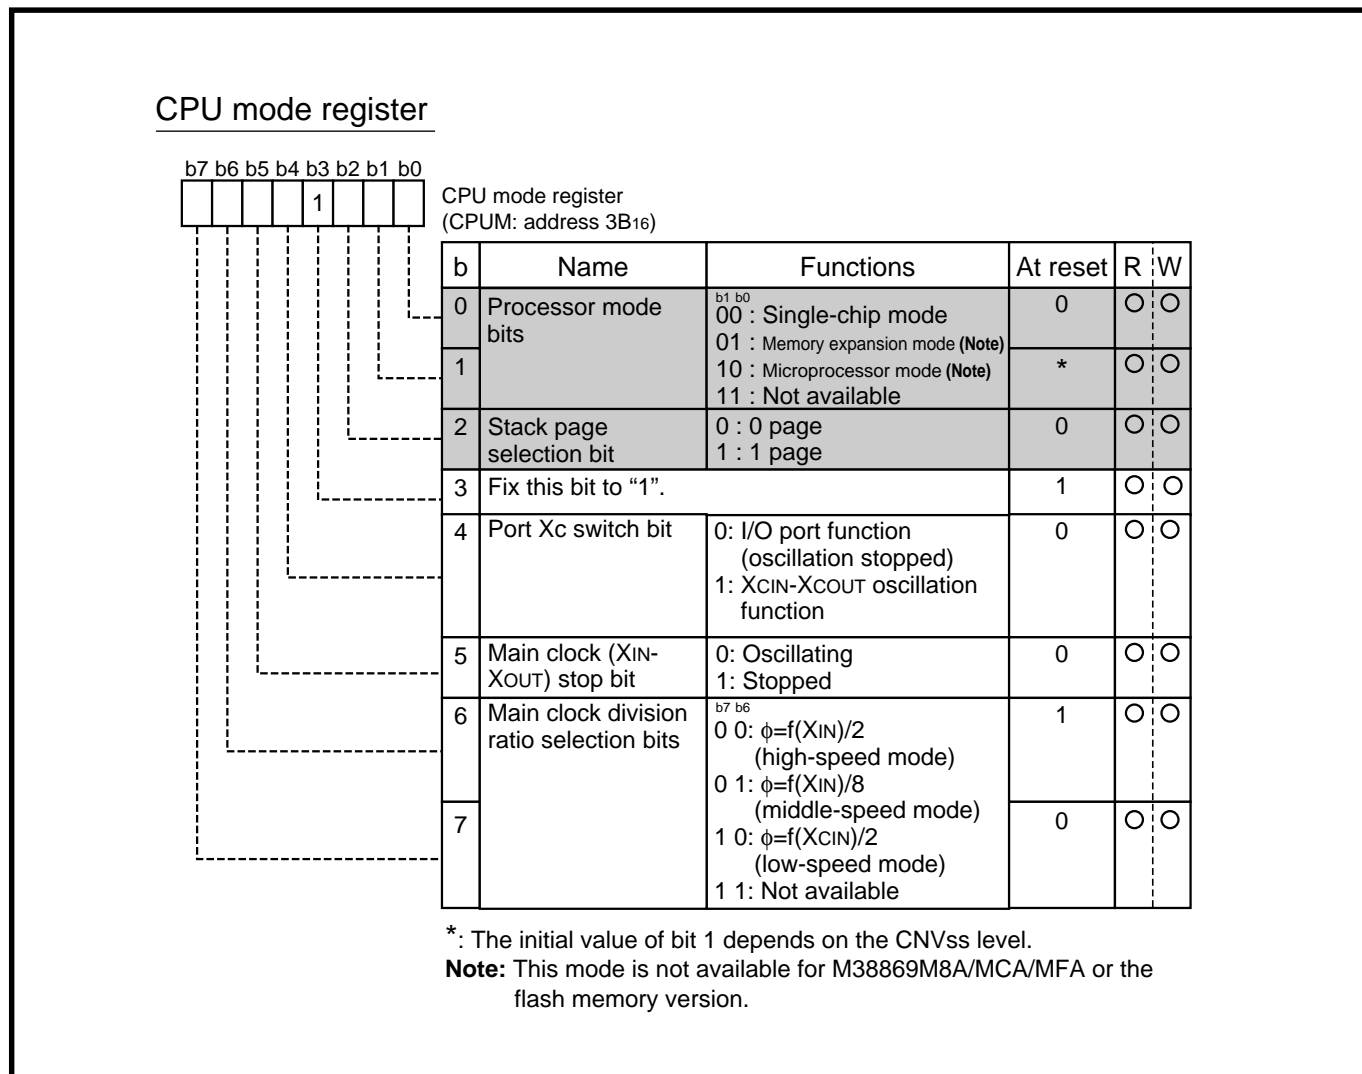 CPU mode register
b7 b6 b5 b4 b3 b2 b1 b0
1
CPU mode register
(CPUM: address 3B16)
b Name Functions At reset R W
0 Processor mode bits
b1 b0
00 : Single-chip mode
01 : Memory expansion mode (Note)
10 : Microprocessor mode (Note)
11 : Not available
0
1 *
2 Stack page selection bit
0 : 0 page
1 : 1 page
0
3 Fix this bit to “1”. 1
4 Port Xc switch bit
0: I/O port function
(oscillation stopped)
1: XCIN-XCOUT oscillation
function
0
5 Main clock (XIN-
XOUT) stop bit
0: Oscillating
1: Stopped
0
6 Main clock division
ratio selection bits
b7 b6
0 0: ϕ=f(XIN)/2
(high-speed mode)
0 1: ϕ=f(XIN)/8
(middle-speed mode)
1 0: ϕ=f(XCIN)/2
(low-speed mode)
1 1: Not available
1
7 0
*: The initial value of bit 1 depends on the CNVss level.
Note: This mode is not available for M38869M8A/MCA/MFA or the
flash memory version.